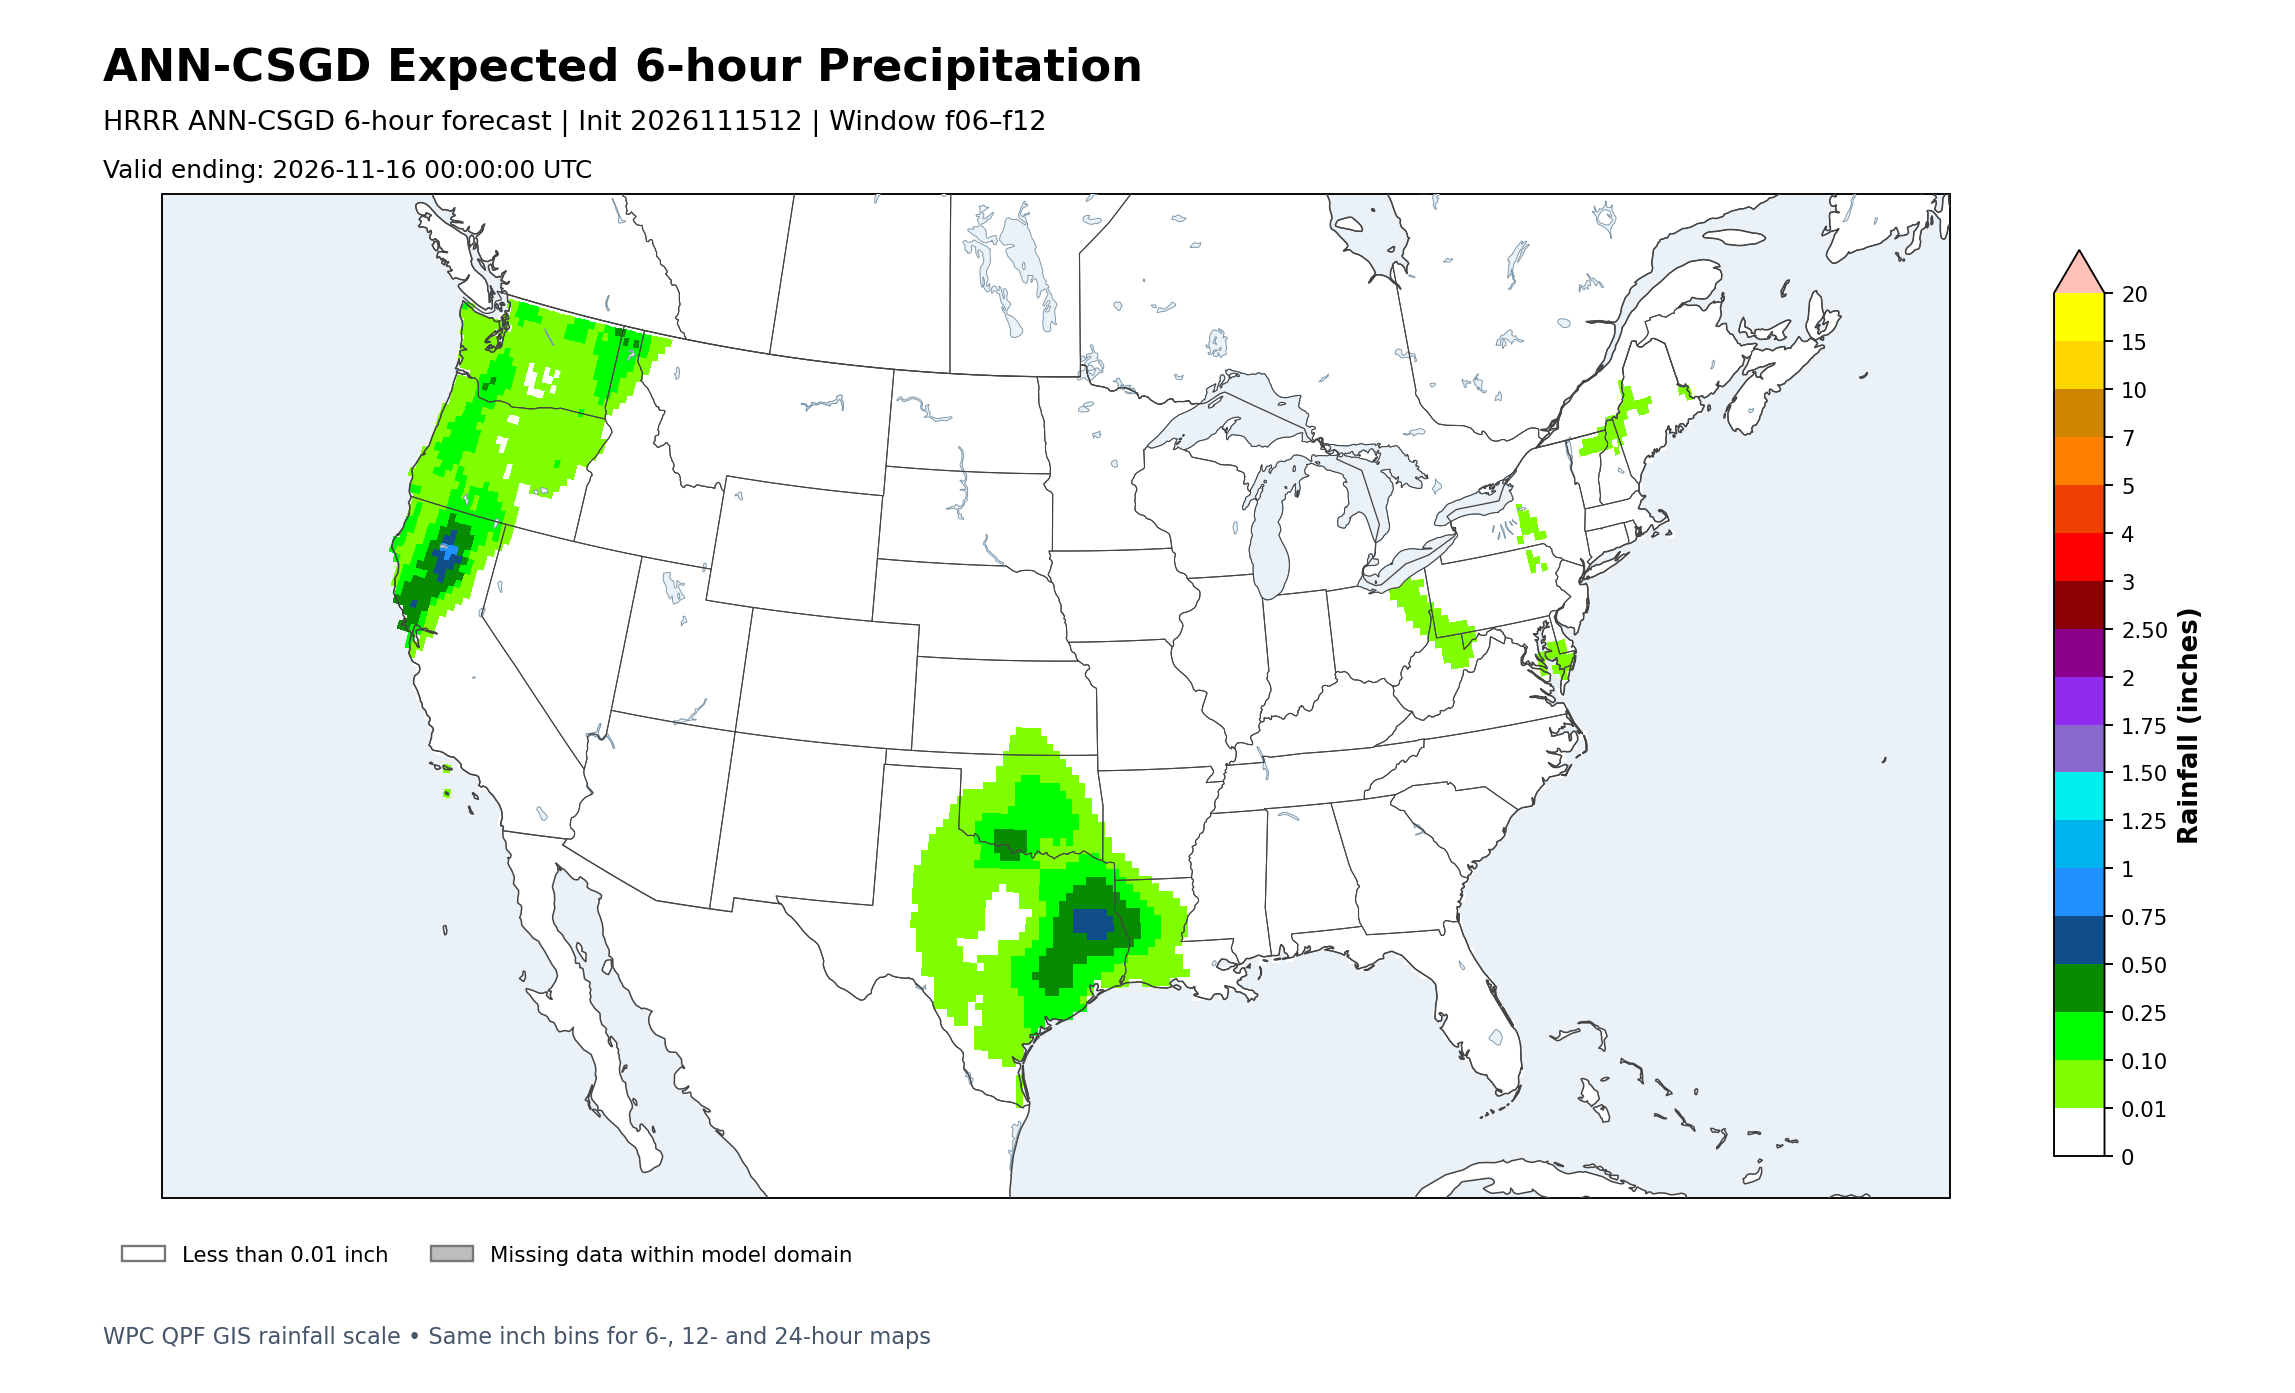 ANN-CSGD Expected 6-hour Precipitation
HRRR ANN-CSGD 6-hour forecast | Init 2026111512 | Window f06–f12
Valid ending: 2026-11-16 00:00:00 UTC
20
15
10
7
5
4
3
2.50
2
1.75
1.50
1.25
1
0.75
0.50
0.25
0.10
0.01
0
Rainfall (inches)
Less than 0.01 inch
Missing data within model domain
WPC QPF GIS rainfall scale • Same inch bins for 6-, 12- and 24-hour maps